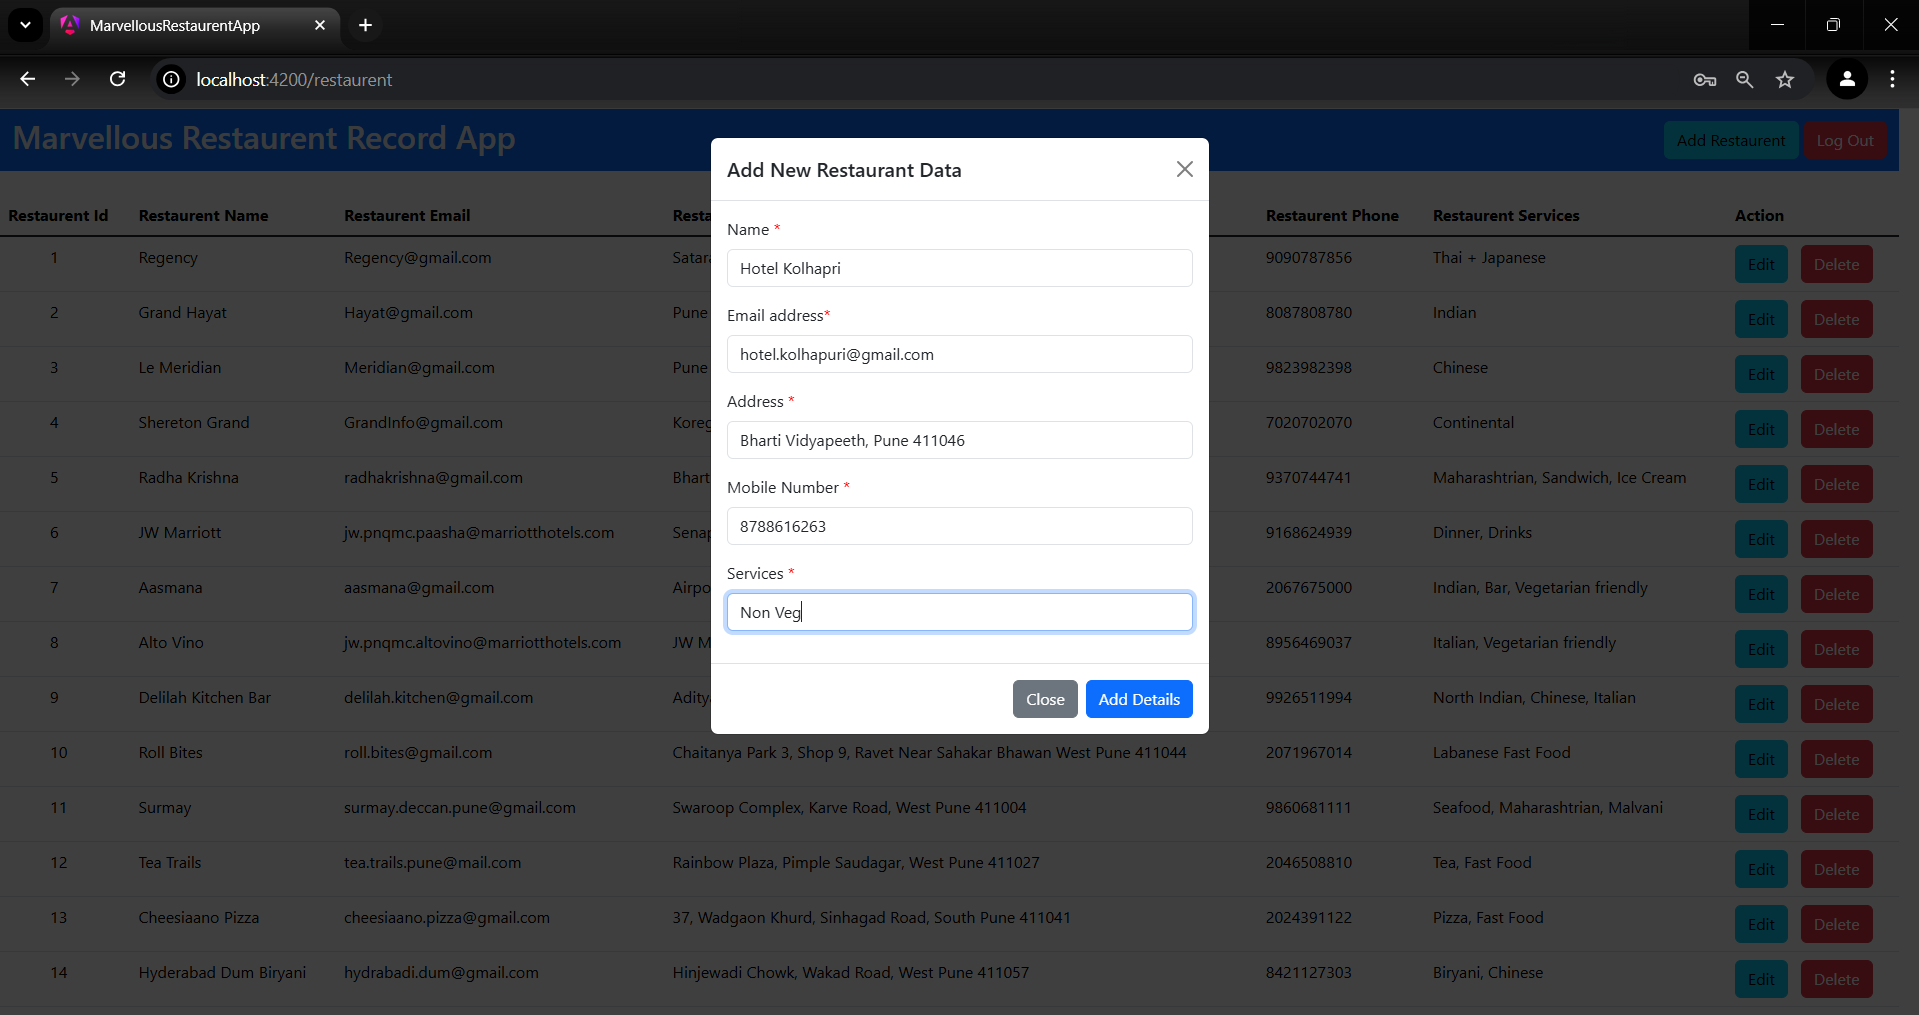 MarvellousRestaurentApp
localhost:4200/restaurent
Marvellous Restaurent Record App
Add Restaurent Log Out
Add New Restaurant Data
Name *
Hotel Kolhapri
Email address*
hotel.kolhapuri@gmail.com
Address *
Bharti Vidyapeeth, Pune 411046
Mobile Number *
8788616263
Services *
Non Veg
Close Add Details
Restaurent Id Restaurent Name Restaurent Email Resta Restaurent Phone Restaurent Services Action
1 Regency Regency@gmail.com Satar 9090787856 Thai + Japanese Edit Delete
2 Grand Hayat Hayat@gmail.com Pune 8087808780 Indian Edit Delete
3 Le Meridian Meridian@gmail.com Pune 9823982398 Chinese Edit Delete
4 Shereton Grand GrandInfo@gmail.com Koreg 7020702070 Continental Edit Delete
5 Radha Krishna radhakrishna@gmail.com Bhart 9370744741 Maharashtrian, Sandwich, Ice Cream Edit Delete
6 JW Marriott jw.pnqmc.paasha@marriotthotels.com Senap 9168624939 Dinner, Drinks Edit Delete
7 Aasmana aasmana@gmail.com Airpo 2067675000 Indian, Bar, Vegetarian friendly Edit Delete
8 Alto Vino jw.pnqmc.altovino@marriotthotels.com JW M 8956469037 Italian, Vegetarian friendly Edit Delete
9 Delilah Kitchen Bar delilah.kitchen@gmail.com Adity 9926511994 North Indian, Chinese, Italian Edit Delete
10 Roll Bites roll.bites@gmail.com Chaitanya Park 3, Shop 9, Ravet Near Sahakar Bhawan West Pune 411044 2071967014 Labanese Fast Food Edit Delete
11 Surmay surmay.deccan.pune@gmail.com Swaroop Complex, Karve Road, West Pune 411004 9860681111 Seafood, Maharashtrian, Malvani Edit Delete
12 Tea Trails tea.trails.pune@mail.com Rainbow Plaza, Pimple Saudagar, West Pune 411027 2046508810 Tea, Fast Food Edit Delete
13 Cheesiaano Pizza cheesiaano.pizza@gmail.com 37, Wadgaon Khurd, Sinhagad Road, South Pune 411041 2024391122 Pizza, Fast Food Edit Delete
14 Hyderabad Dum Biryani hydrabadi.dum@gmail.com Hinjewadi Chowk, Wakad Road, West Pune 411057 8421127303 Biryani, Chinese Edit Delete